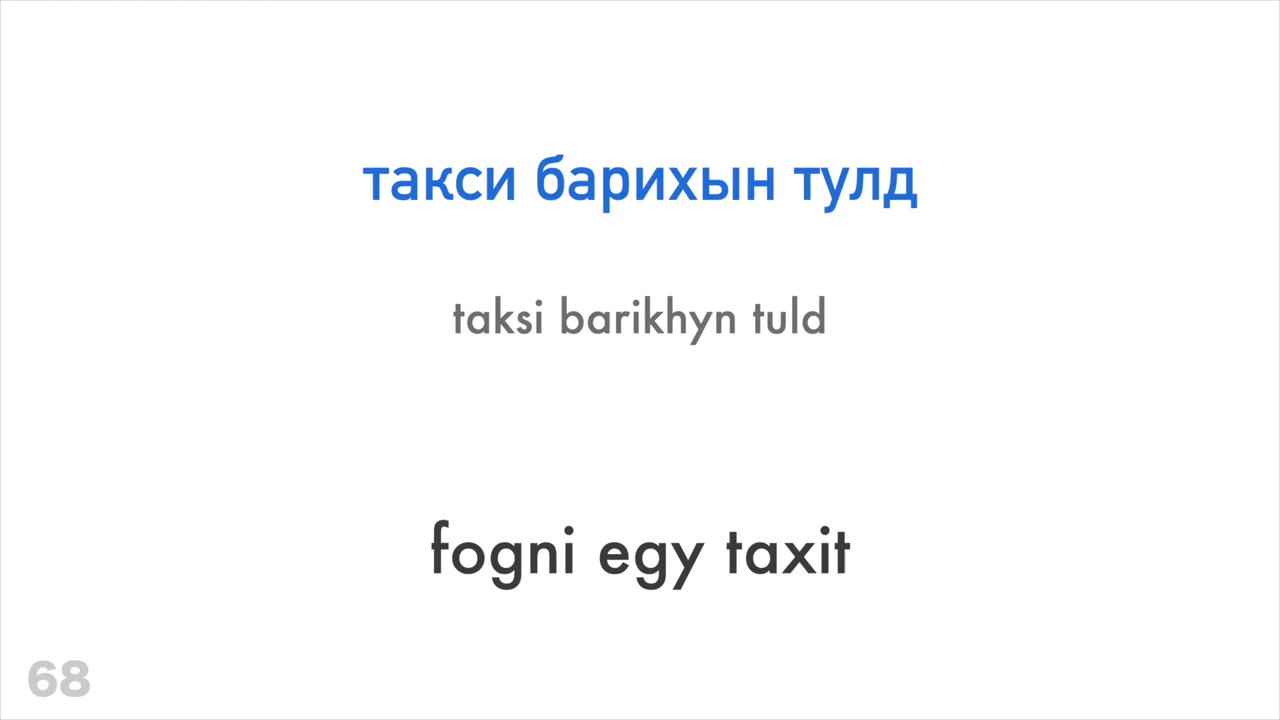 такси барихын тулд
taksi barikhyn tuld
fogni egy taxit
68